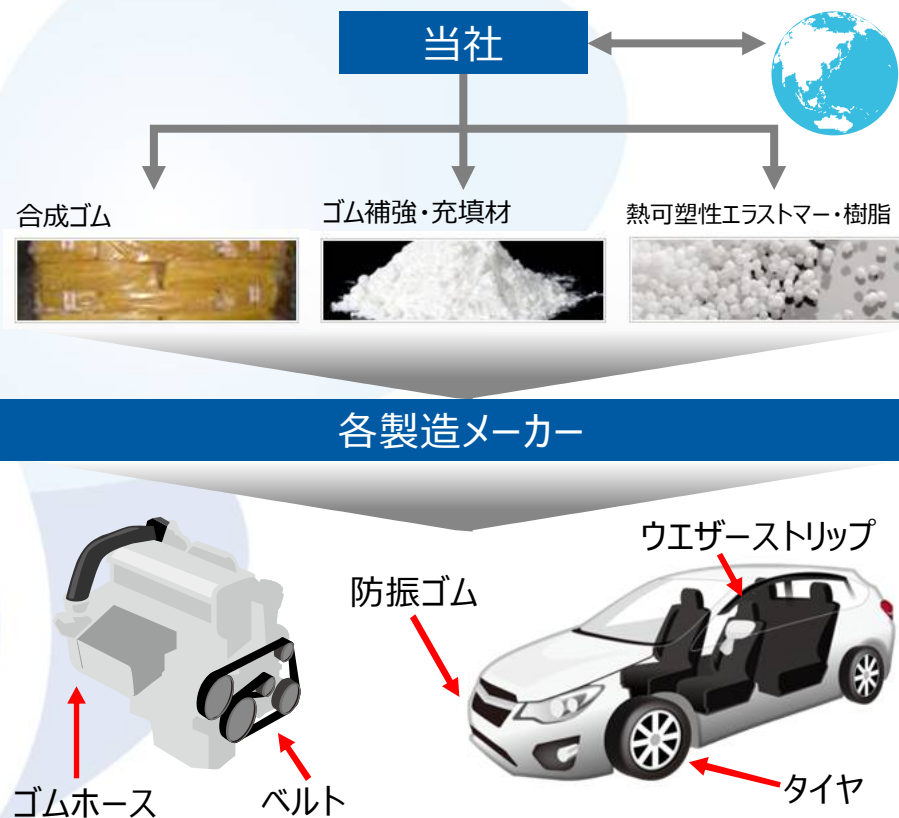 当社
合成ゴム
ゴム補強・充填材
熱可塑性エラストマー・樹脂
各製造メーカー
ウエザーストリップ
防振ゴム
ゴムホース
ベルト
タイヤ